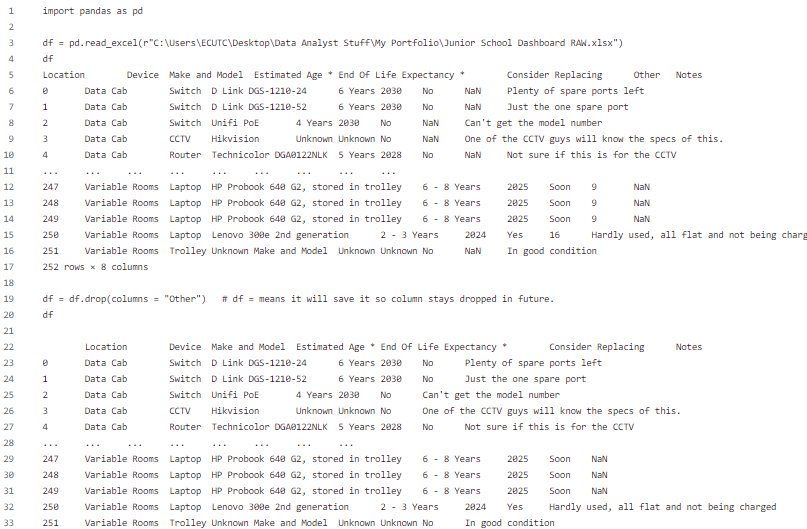 1 import pandas as pd
2
3 df = pd.read_excel(r"C:\Users\ECUTC\Desktop\Data Analyst Stuff\My Portfolio\Junior School Dashboard RAW.xlsx")
4 df
5 Location Device Make and Model Estimated Age * End Of Life Expectancy * Consider Replacing Other Notes
6 0 Data Cab Switch D Link DGS-1210-24 6 Years 2030 No NaN Plenty of spare ports left
7 1 Data Cab Switch D Link DGS-1210-52 6 Years 2030 No NaN Just the one spare port
8 2 Data Cab Switch Unifi PoE 4 Years 2030 No NaN Can't get the model number
9 3 Data Cab CCTV Hikvision Unknown Unknown No NaN One of the CCTV guys will know the specs of this.
10 4 Data Cab Router Technicolor DGA0122NLK 5 Years 2028 No NaN Not sure if this is for the CCTV
11 ... ... ... ... ... ... ... ... ...
12 247 Variable Rooms Laptop HP Probook 640 G2, stored in trolley 6 - 8 Years 2025 Soon 9 NaN
13 248 Variable Rooms Laptop HP Probook 640 G2, stored in trolley 6 - 8 Years 2025 Soon 9 NaN
14 249 Variable Rooms Laptop HP Probook 640 G2, stored in trolley 6 - 8 Years 2025 Soon 9 NaN
15 250 Variable Rooms Laptop Lenovo 300e 2nd generation 2 - 3 Years 2024 Yes 16 Hardly used, all flat and not being charg
16 251 Variable Rooms Trolley Unknown Make and Model Unknown Unknown No NaN In good condition
17 252 rows × 8 columns
18
19 df = df.drop(columns = "Other") # df = means it will save it so column stays dropped in future.
20 df
21
22 Location Device Make and Model Estimated Age * End Of Life Expectancy * Consider Replacing Notes
23 0 Data Cab Switch D Link DGS-1210-24 6 Years 2030 No Plenty of spare ports left
24 1 Data Cab Switch D Link DGS-1210-52 6 Years 2030 No Just the one spare port
25 2 Data Cab Switch Unifi PoE 4 Years 2030 No Can't get the model number
26 3 Data Cab CCTV Hikvision Unknown Unknown No One of the CCTV guys will know the specs of this.
27 4 Data Cab Router Technicolor DGA0122NLK 5 Years 2028 No Not sure if this is for the CCTV
28 ... ... ... ... ... ... ... ...
29 247 Variable Rooms Laptop HP Probook 640 G2, stored in trolley 6 - 8 Years 2025 Soon NaN
30 248 Variable Rooms Laptop HP Probook 640 G2, stored in trolley 6 - 8 Years 2025 Soon NaN
31 249 Variable Rooms Laptop HP Probook 640 G2, stored in trolley 6 - 8 Years 2025 Soon NaN
32 250 Variable Rooms Laptop Lenovo 300e 2nd generation 2 - 3 Years 2024 Yes Hardly used, all flat and not being charged
33 251 Variable Rooms Trolley Unknown Make and Model Unknown Unknown No In good condition